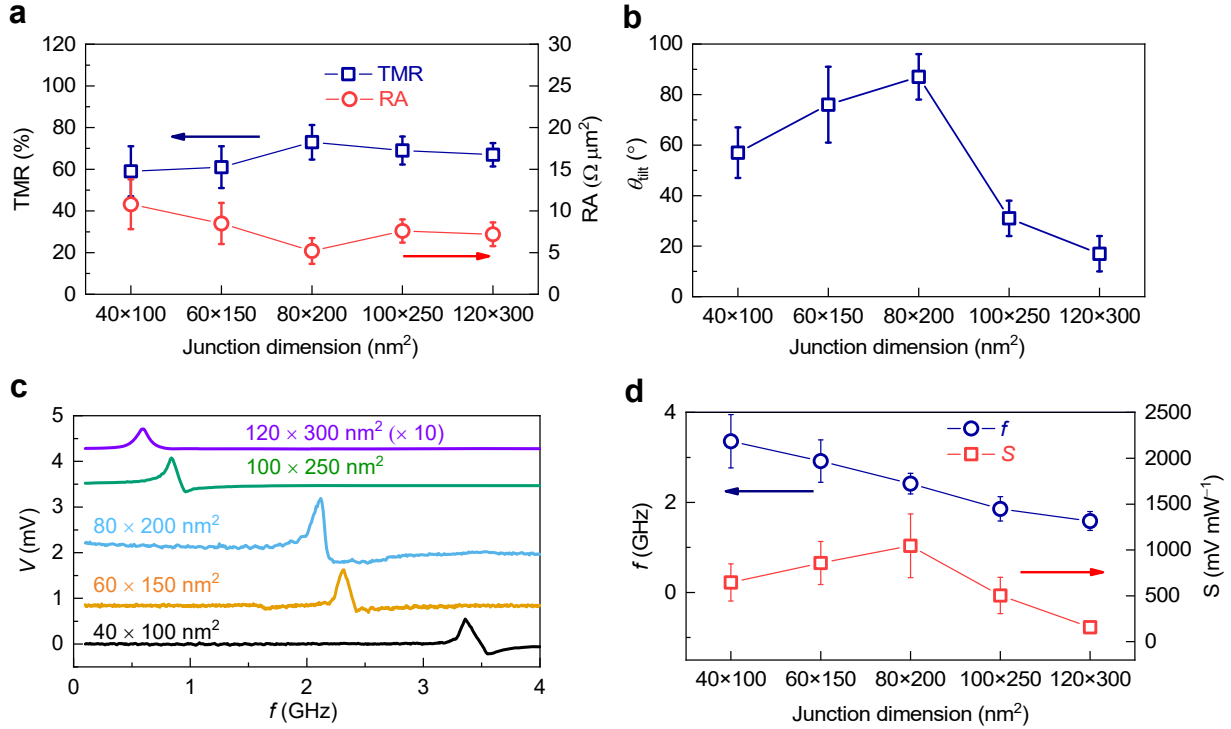 a
TMR (%)
120
100
80
60
40
20
0
TMR
RA
30
25
20
15
10
5
0
RA (Ω μm²)
40×100 60×150 80×200 100×250 120×300
Junction dimension (nm²)
b
θtilt (°)
100
80
60
40
20
0
40×100 60×150 80×200 100×250 120×300
Junction dimension (nm²)
c
V (mV)
5
4
3
2
1
0
120 × 300 nm² (× 10)
100 × 250 nm²
80 × 200 nm²
60 × 150 nm²
40 × 100 nm²
0 1 2 3 4
f (GHz)
d
f (GHz)
4
2
0
f
S
2500
2000
1500
1000
500
0
S (mV mW⁻¹)
40×100 60×150 80×200 100×250 120×300
Junction dimension (nm²)